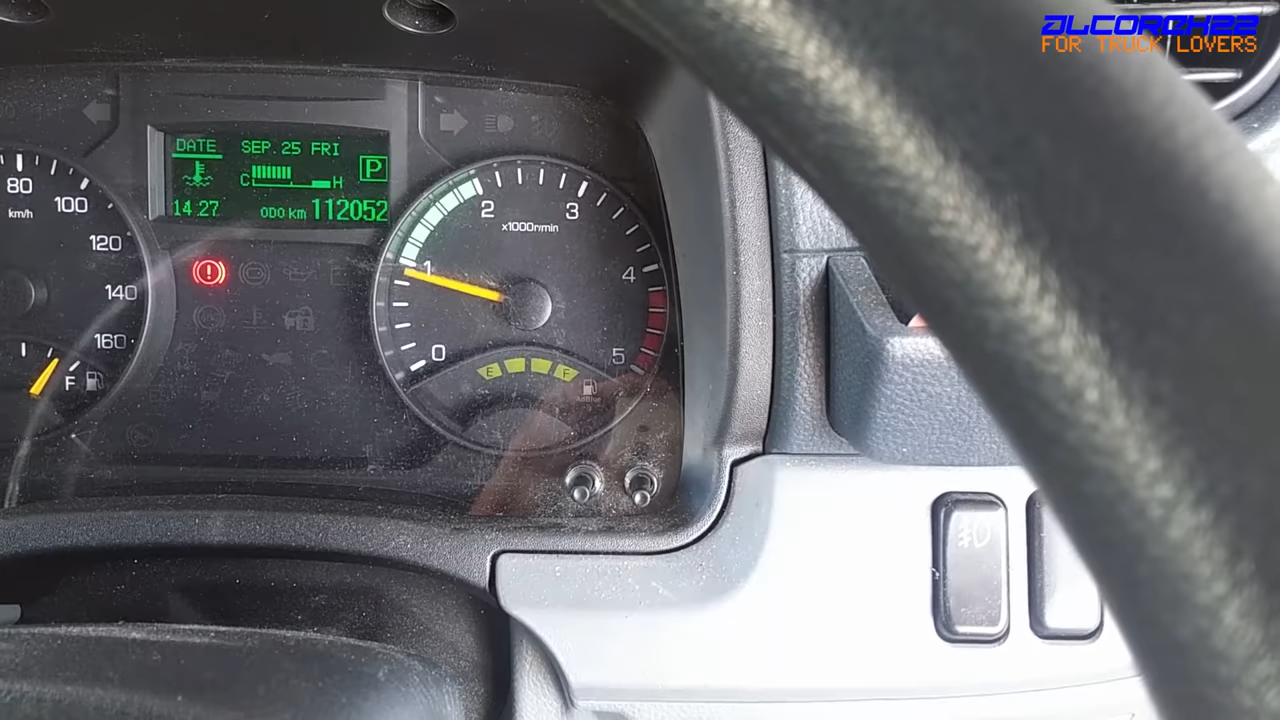 ALCOREX22
FOR TRUCK LOVERS
DATE
SEP. 25 FRI
P
C
H
14:27
ODO km 112052
80
100
120
140
160
km/h
F
0
1
2
3
4
5
x1000r/min
E
F
AdBlue